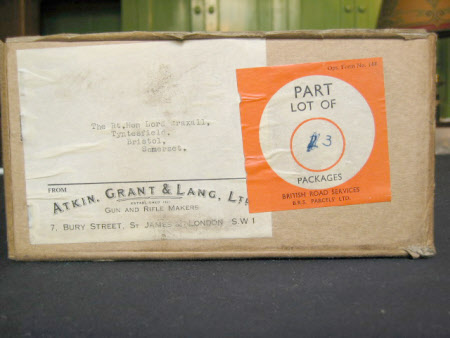 The Rt.Hon Lord Wraxall,
Tyntesfield,
Bristol,
Somerset.
FROM
ATKIN, GRANT & LANG, LTD
GUN AND RIFLE MAKERS
7, BURY STREET, ST JAMES LONDON S.W 1
PART
LOT OF
3
PACKAGES
BRITISH ROAD SERVICES
B.R.S. PARCELS LTD.